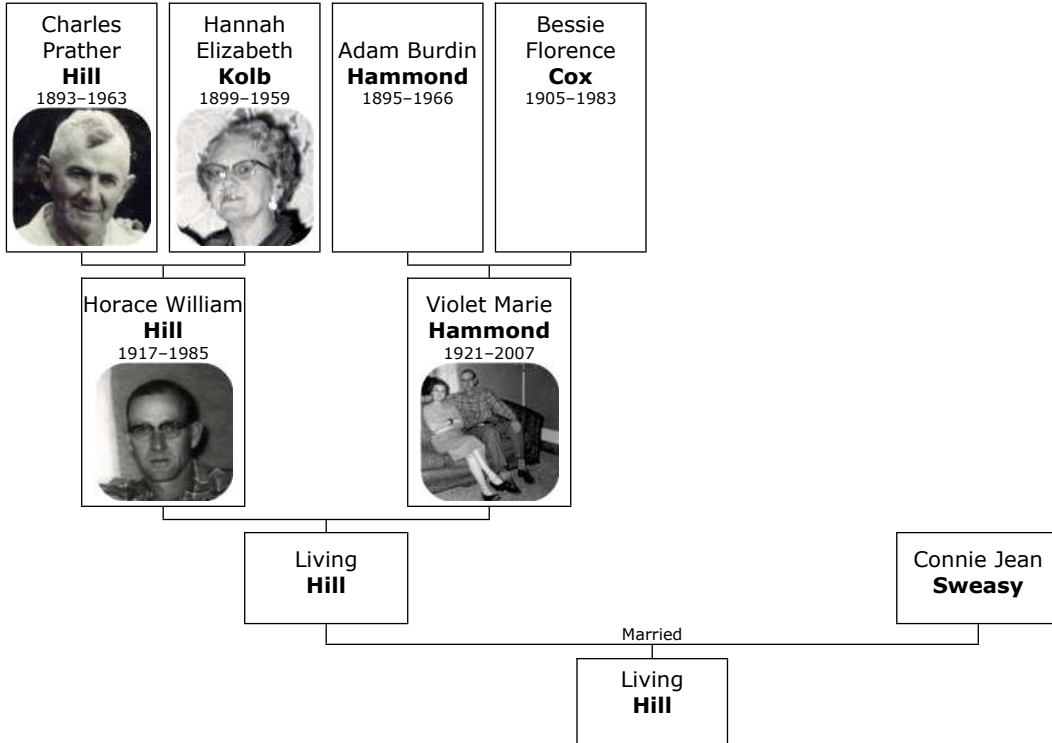 Charles
Prather
Hill
1893–1963
Hannah
Elizabeth
Kolb
1899–1959
Adam Burdin
Hammond
1895–1966
Bessie
Florence
Cox
1905–1983
Horace William
Hill
1917–1985
Violet Marie
Hammond
1921–2007
Living
Hill
Connie Jean
Sweasy
Married
Living
Hill